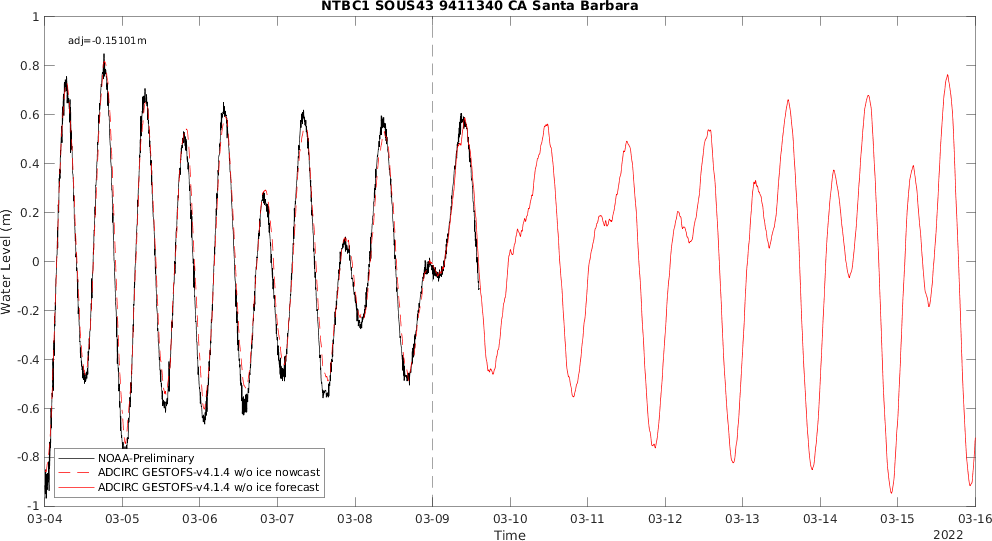 NTBC1 SOUS43 9411340 CA Santa Barbara
adj=-0.15101m
1
0.8
0.6
0.4
0.2
0
-0.2
-0.4
-0.6
-0.8
-1
Water Level (m)
NOAA-Preliminary
ADCIRC GESTOFS-v4.1.4 w/o ice nowcast
ADCIRC GESTOFS-v4.1.4 w/o ice forecast
03-04 03-05 03-06 03-07 03-08 03-09 03-10 03-11 03-12 03-13 03-14 03-15 03-16
Time
2022